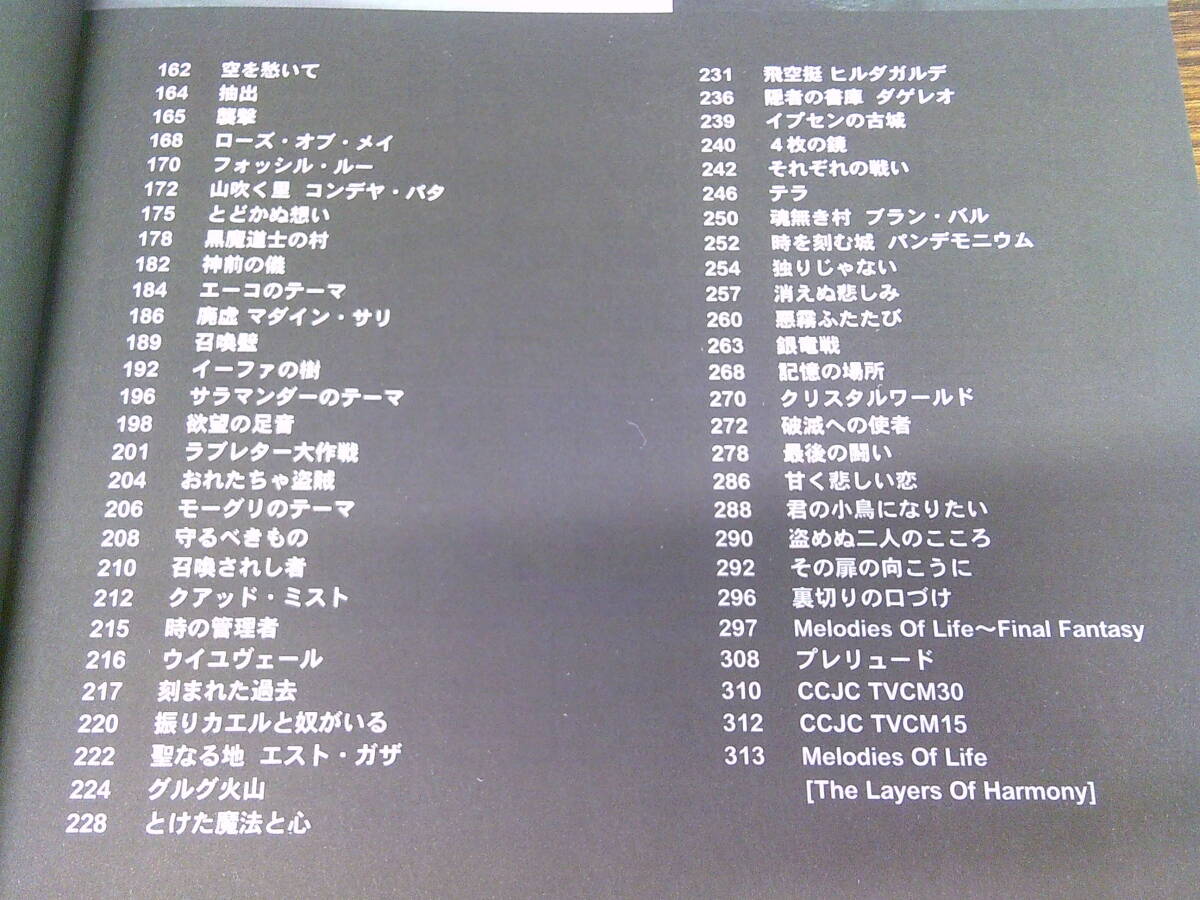 162 空を愁いて
164 抽出
165 襲撃
168 ローズ・オブ・メイ
170 フォッシル・ルー
172 山吹く里 コンデヤ・パタ
175 とどかぬ想い
178 黒魔道士の村
182 神前の儀
184 エーコのテーマ
186 廃虚 マダイン・サリ
189 召喚壁
192 イーファの樹
196 サラマンダーのテーマ
198 欲望の足音
201 ラブレター大作戦
204 おれたちゃ盗賊
206 モーグリのテーマ
208 守るべきもの
210 召喚されし者
212 クアッド・ミスト
215 時の管理者
216 ウイユヴェール
217 刻まれた過去
220 振りカエルと奴がいる
222 聖なる地 エスト・ガザ
224 グルグ火山
228 とけた魔法と心
231 飛空挺 ヒルダガルデ
236 隠者の書庫 ダゲレオ
239 イプセンの古城
240 4枚の鏡
242 それぞれの戦い
246 テラ
250 魂無き村 ブラン・バル
252 時を刻む城 パンデモニウム
254 独りじゃない
257 消えぬ悲しみ
260 悪霧ふたたび
263 銀竜戦
268 記憶の場所
270 クリスタルワールド
272 破滅への使者
278 最後の闘い
286 甘く悲しい恋
288 君の小鳥になりたい
290 盗めぬ二人のこころ
292 その扉の向こうに
296 裏切りの口づけ
297 Melodies Of Life～Final Fantasy
308 プレリュード
310 CCJC TVCM30
312 CCJC TVCM15
313 Melodies Of Life
[The Layers Of Harmony]